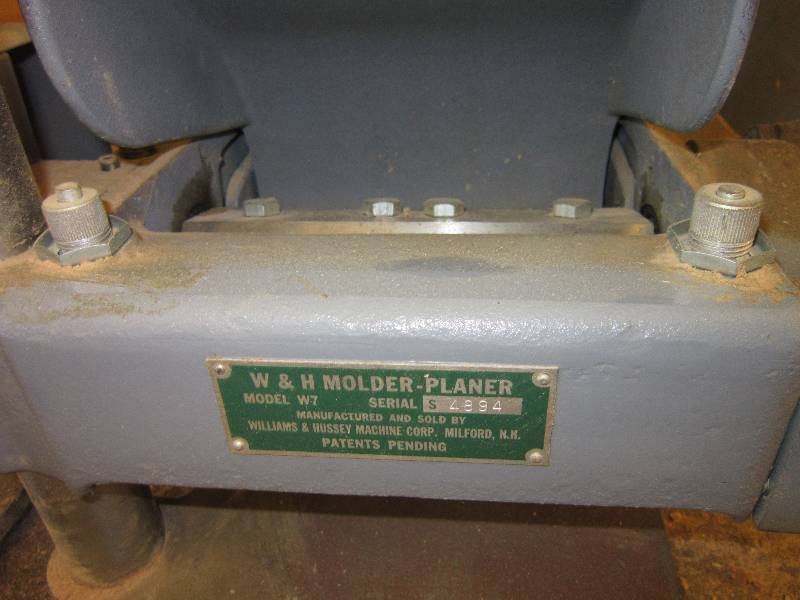 W & H MOLDER-PLANER
MODEL W7 SERIAL S 4894
MANUFACTURED AND SOLD BY
WILLIAMS & HUSSEY MACHINE CORP. MILFORD, N.H.
PATENTS PENDING